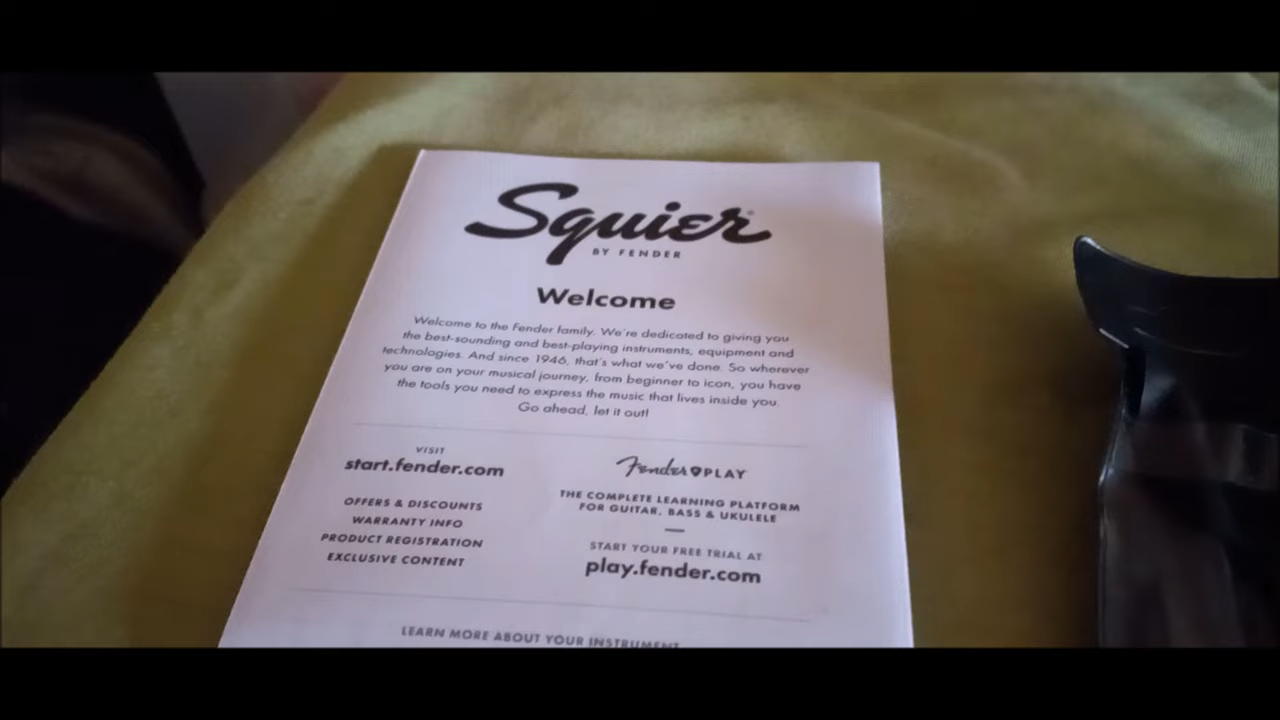 Squier®
BY FENDER
Welcome
Welcome to the Fender family. We're dedicated to giving you
the best-sounding and best-playing instruments, equipment and
technologies. And since 1946, that's what we've done. So wherever
you are on your musical journey, from beginner to icon, you have
the tools you need to express the music that lives inside you.
Go ahead, let it out!
VISIT
start.fender.com
OFFERS & DISCOUNTS
WARRANTY INFO
PRODUCT REGISTRATION
EXCLUSIVE CONTENT
Fender PLAY
THE COMPLETE LEARNING PLATFORM
FOR GUITAR, BASS & UKULELE
START YOUR FREE TRIAL AT
play.fender.com
LEARN MORE ABOUT YOUR INSTRUMENT